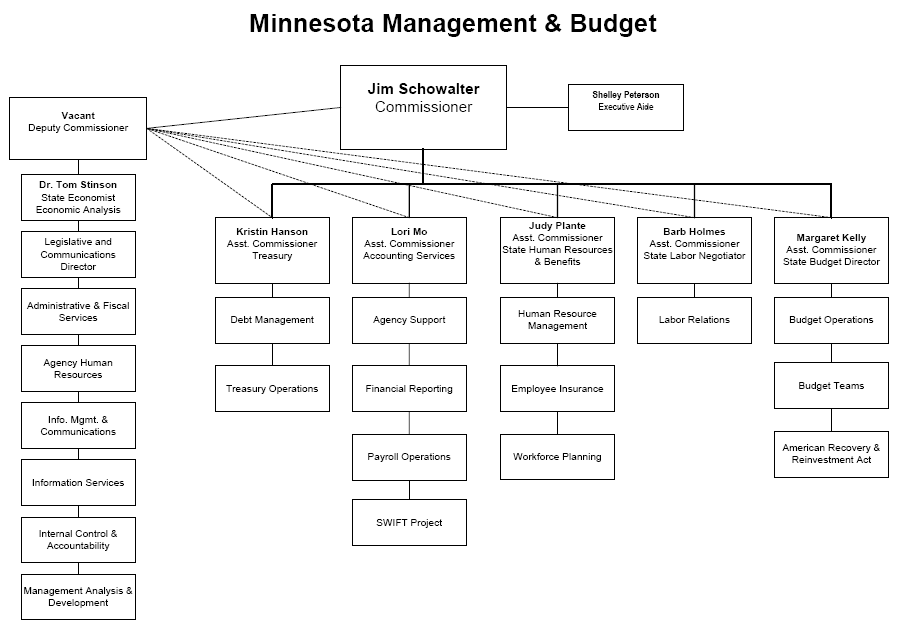 Minnesota Management & Budget
Jim Schowalter
Commissioner
Shelley Peterson
Executive Aide
Vacant
Deputy Commissioner
Dr. Tom Stinson
State Economist
Economic Analysis
Legislative and
Communications
Director
Administrative & Fiscal
Services
Agency Human
Resources
Info. Mgmt. &
Communications
Information Services
Internal Control &
Accountability
Management Analysis &
Development
Kristin Hanson
Asst. Commissioner
Treasury
Debt Management
Treasury Operations
Lori Mo
Asst. Commissioner
Accounting Services
Agency Support
Financial Reporting
Payroll Operations
SWIFT Project
Judy Plante
Asst. Commissioner
State Human Resources
& Benefits
Human Resource
Management
Employee Insurance
Workforce Planning
Barb Holmes
Asst. Commissioner
State Labor Negotiator
Labor Relations
Margaret Kelly
Asst. Commissioner
State Budget Director
Budget Operations
Budget Teams
American Recovery &
Reinvestment Act